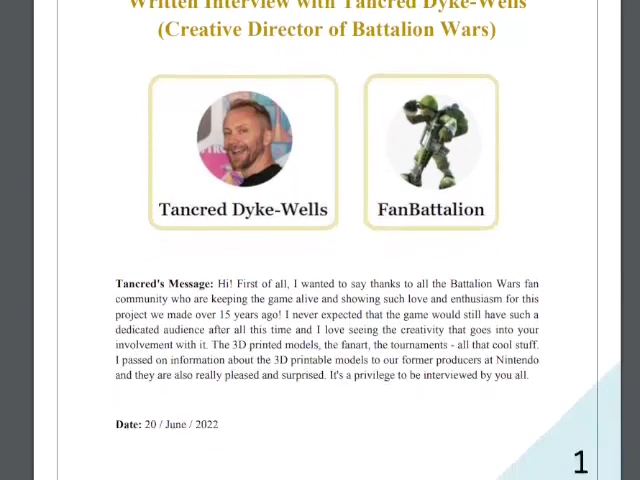 Written Interview with Tancred Dyke-Wells
(Creative Director of Battalion Wars)
Tancred Dyke-Wells
FanBattalion
Tancred's Message: Hi! First of all, I wanted to say thanks to all the Battalion Wars fan
community who are keeping the game alive and showing such love and enthusiasm for this
project we made over 15 years ago! I never expected that the game would still have such a
dedicated audience after all this time and I love seeing the creativity that goes into your
involvement with it. The 3D printed models, the fanart, the tournaments - all that cool stuff.
I passed on information about the 3D printable models to our former producers at Nintendo
and they are also really pleased and surprised. It's a privilege to be interviewed by you all.
Date: 20 / June / 2022
1